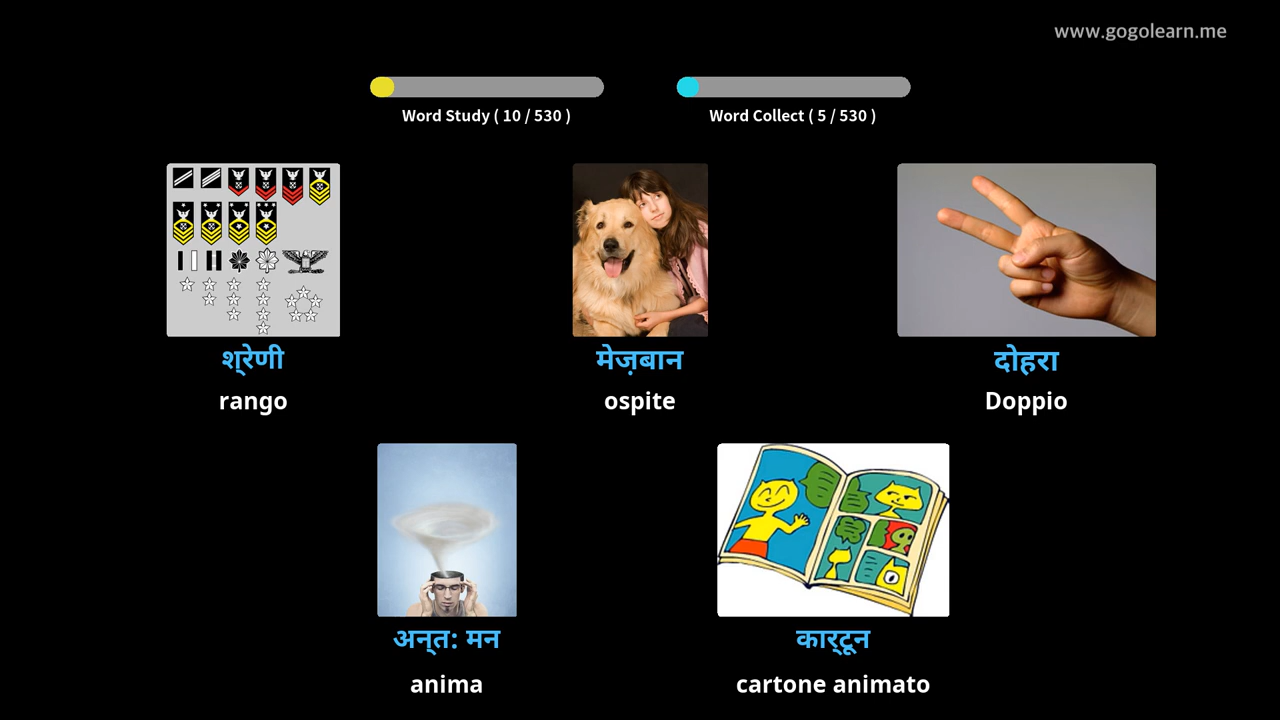 www.gogolearn.me
Word Study ( 10 / 530 )
Word Collect ( 5 / 530 )
श्रेणी
rango
मेज़बान
ospite
दोहरा
Doppio
अन्त: मन
anima
कार्टून
cartone animato